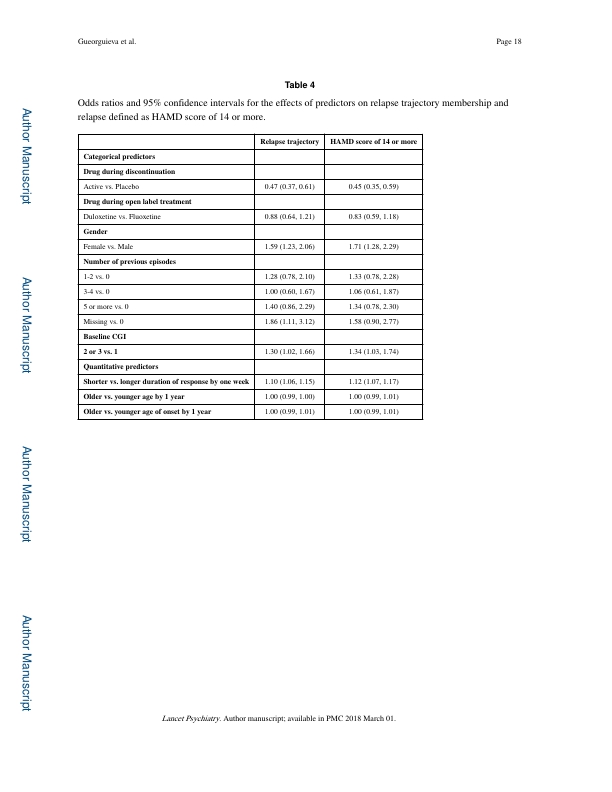 Gueorguieva et al.
Page 18
Table 4
Odds ratios and 95% confidence intervals for the effects of predictors on relapse trajectory membership and
relapse defined as HAMD score of 14 or more.
Relapse trajectory HAMD score of 14 or more
Categorical predictors
Drug during discontinuation
Active vs. Placebo 0.47 (0.37, 0.61) 0.45 (0.35, 0.59)
Drug during open label treatment
Duloxetine vs. Fluoxetine 0.88 (0.64, 1.21) 0.83 (0.59, 1.18)
Gender
Female vs. Male 1.59 (1.23, 2.06) 1.71 (1.28, 2.29)
Number of previous episodes
1-2 vs. 0 1.28 (0.78, 2.10) 1.33 (0.78, 2.28)
3-4 vs. 0 1.00 (0.60, 1.67) 1.06 (0.61, 1.87)
5 or more vs. 0 1.40 (0.86, 2.29) 1.34 (0.78, 2.30)
Missing vs. 0 1.86 (1.11, 3.12) 1.58 (0.90, 2.77)
Baseline CGI
2 or 3 vs. 1 1.30 (1.02, 1.66) 1.34 (1.03, 1.74)
Quantitative predictors
Shorter vs. longer duration of response by one week 1.10 (1.06, 1.15) 1.12 (1.07, 1.17)
Older vs. younger age by 1 year 1.00 (0.99, 1.00) 1.00 (0.99, 1.01)
Older vs. younger age of onset by 1 year 1.00 (0.99, 1.01) 1.00 (0.99, 1.01)
Lancet Psychiatry. Author manuscript; available in PMC 2018 March 01.
Author Manuscript
Author Manuscript
Author Manuscript
Author Manuscript